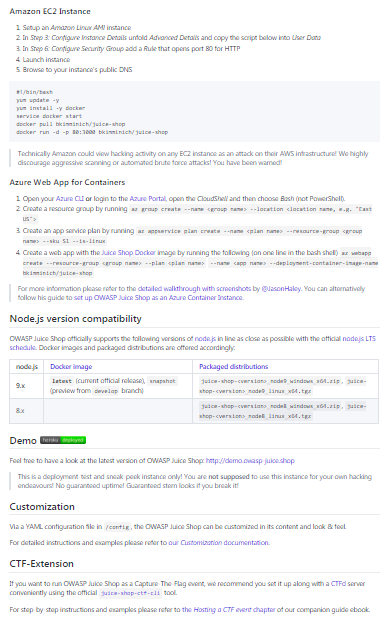 Amazon EC2 Instance
1. Setup an Amazon Linux AMI instance
2. In Step 3: Configure Instance Details unfold Advanced Details and copy the script below into User Data
3. In Step 6: Configure Security Group add a Rule that opens port 80 for HTTP
4. Launch instance
5. Browse to your instance's public DNS
#!/bin/bash
yum update -y
yum install -y docker
service docker start
docker pull bkimminich/juice-shop
docker run -d -p 80:3000 bkimminich/juice-shop
Technically Amazon could view hacking activity on any EC2 instance as an attack on their AWS infrastructure! We highly
discourage aggressive scanning or automated brute force attacks! You have been warned!
Azure Web App for Containers
1. Open your Azure CLI or login to the Azure Portal, open the CloudShell and then choose Bash (not PowerShell).
2. Create a resource group by running az group create --name <group name> --location <location name, e.g. "East
US">
3. Create an app service plan by running az appservice plan create --name <plan name> --resource-group <group
name> --sku S1 --is-linux
4. Create a web app with the Juice Shop Docker image by running the following (on one line in the bash shell) az webapp
create --resource-group <group name> --plan <plan name> --name <app name> --deployment-container-image-name
bkimminich/juice-shop
For more information please refer to the detailed walkthrough with screenshots by @JasonHaley. You can alternatively
follow his guide to set up OWASP Juice Shop as an Azure Container Instance.
Node.js version compatibility
OWASP Juice Shop officially supports the following versions of node.js in line as close as possible with the official node.js LTS
schedule. Docker images and packaged distributions are offered accordingly:
node.js Docker image Packaged distributions
9.x latest (current official release), snapshot (preview from develop branch) juice-shop-<version>_node9_windows_x64.zip, juice-
shop-<version>_node9_linux_x64.tgz
8.x juice-shop-<version>_node8_windows_x64.zip, juice-
shop-<version>_node8_linux_x64.tgz
Demo heroku deployed
Feel free to have a look at the latest version of OWASP Juice Shop: http://demo.owasp-juice.shop
This is a deployment-test and sneak-peek instance only! You are not supposed to use this instance for your own hacking
endeavours! No guaranteed uptime! Guaranteed stern looks if you break it!
Customization
Via a YAML configuration file in /config, the OWASP Juice Shop can be customized in its content and look & feel.
For detailed instructions and examples please refer to our Customization documentation.
CTF-Extension
If you want to run OWASP Juice Shop as a Capture-The-Flag event, we recommend you set it up along with a CTFd server
conveniently using the official juice-shop-ctf-cli tool.
For step-by-step instructions and examples please refer to the Hosting a CTF event chapter of our companion guide ebook.